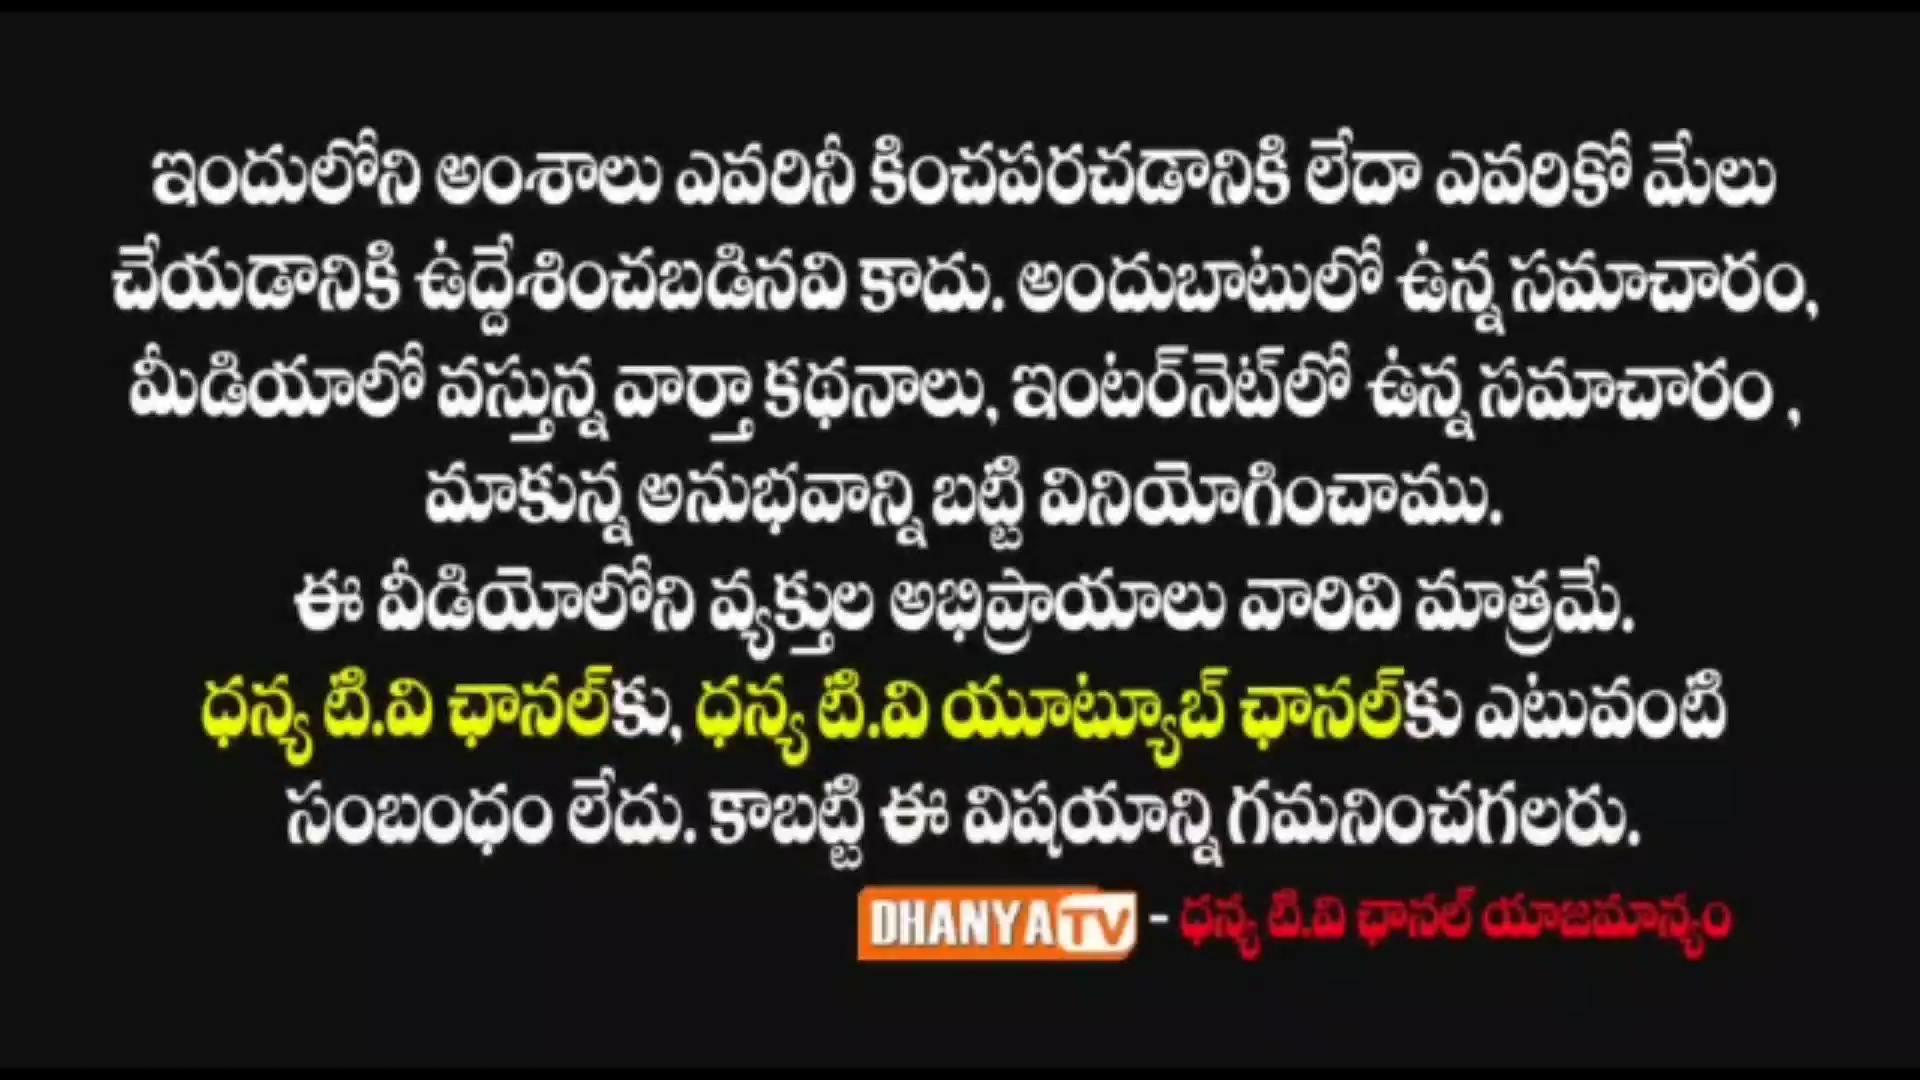 ఇందులోని అంశాలు ఎవరినీ కించపరచడానికి లేదా ఎవరికో మేలు
చేయడానికి ఉద్దేశించబడినవి కాదు. అందుబాటులో ఉన్న సమాచారం,
మీడియాలో వస్తున్న వార్తా కథనాలు, ఇంటర్‌నెట్‌లో ఉన్న సమాచారం ,
మాకున్న అనుభవాన్ని బట్టి వినియోగించాము.
ఈ వీడియోలోని వ్యక్తుల అభిప్రాయాలు వారివి మాత్రమే.
ధన్య టి.వి ఛానల్‌కు, ధన్య టి.వి యూట్యూబ్ ఛానల్‌కు ఎటువంటి
సంబంధం లేదు. కాబట్టి ఈ విషయాన్ని గమనించగలరు.
DHANYA TV - ధన్య టి.వి ఛానల్ యాజమాన్యం